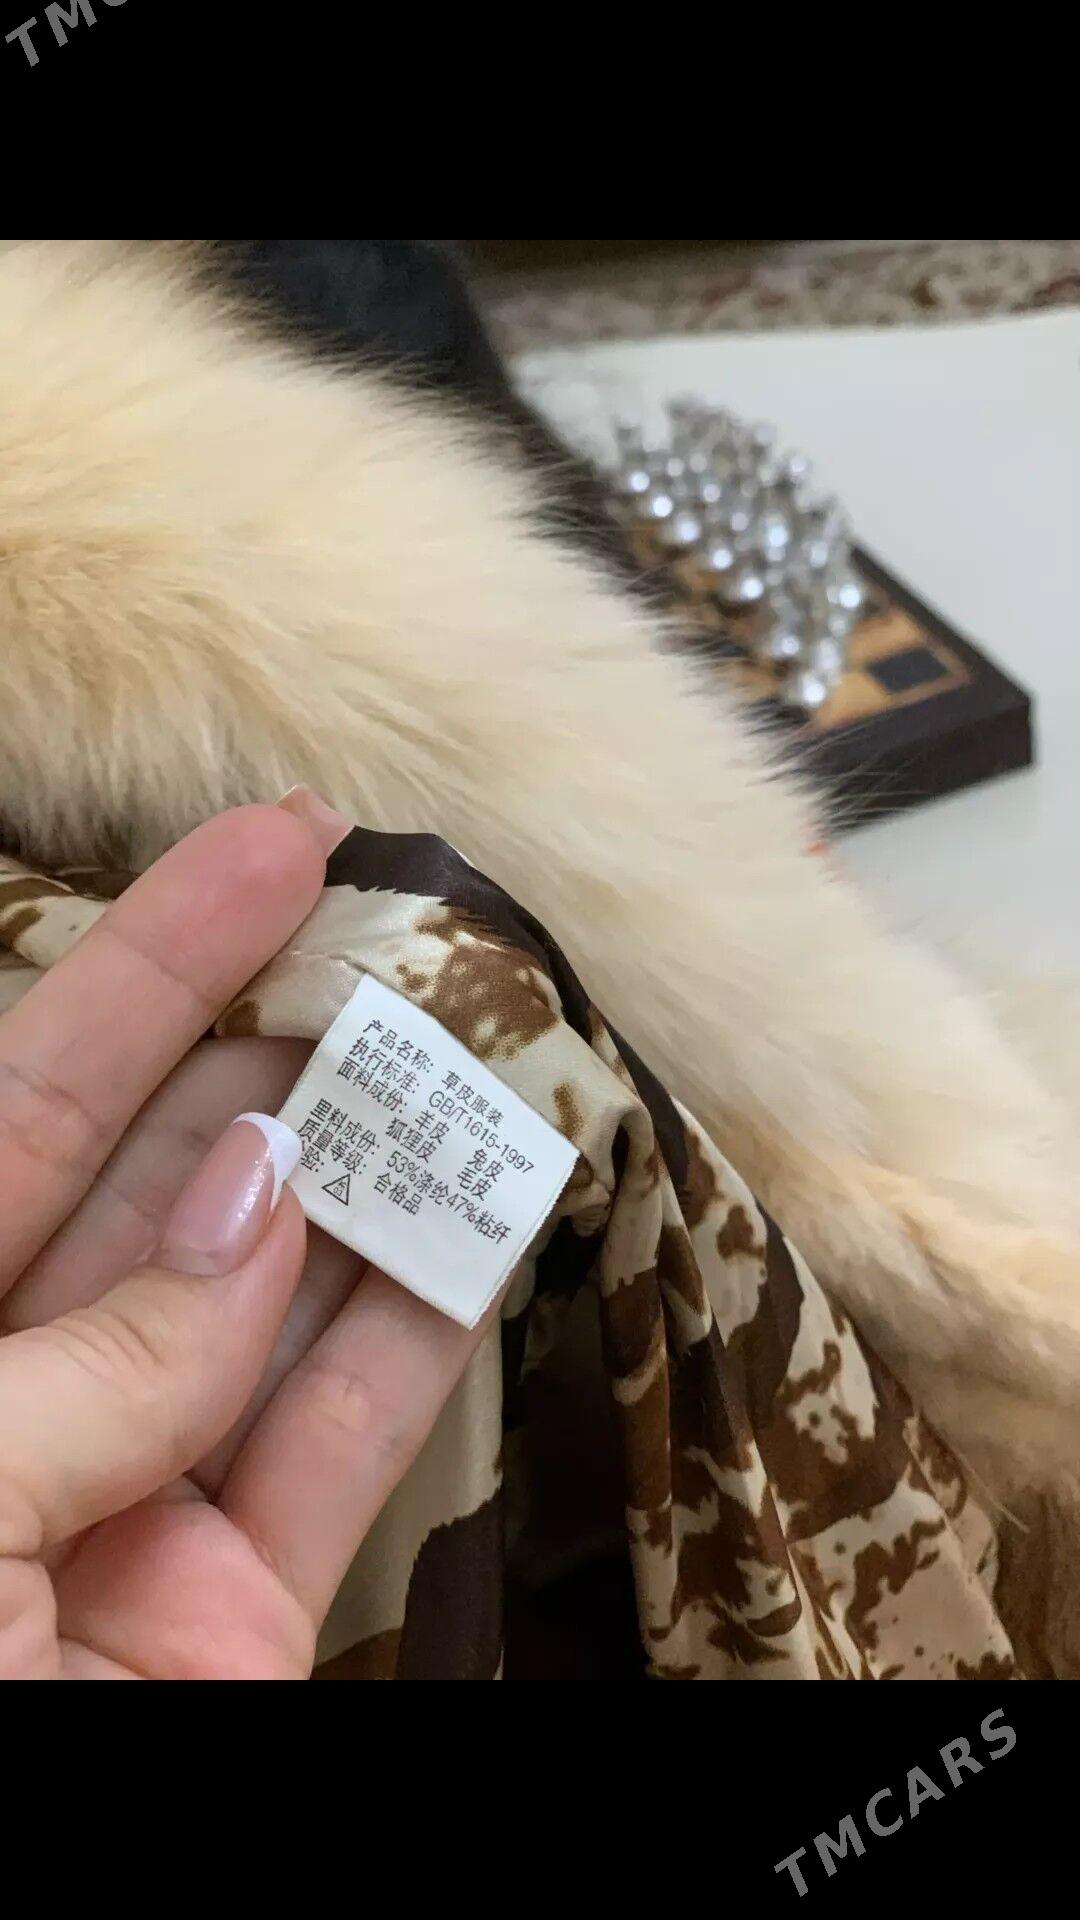 TMC
产品名称: 草皮服装
执行标准: GB/T1615-1997
面料成份: 羊皮 兔皮
狐狸皮 毛皮
里料成份: 53%涤纶47%粘纤
质量等级: 合格品
验:
TMCARS